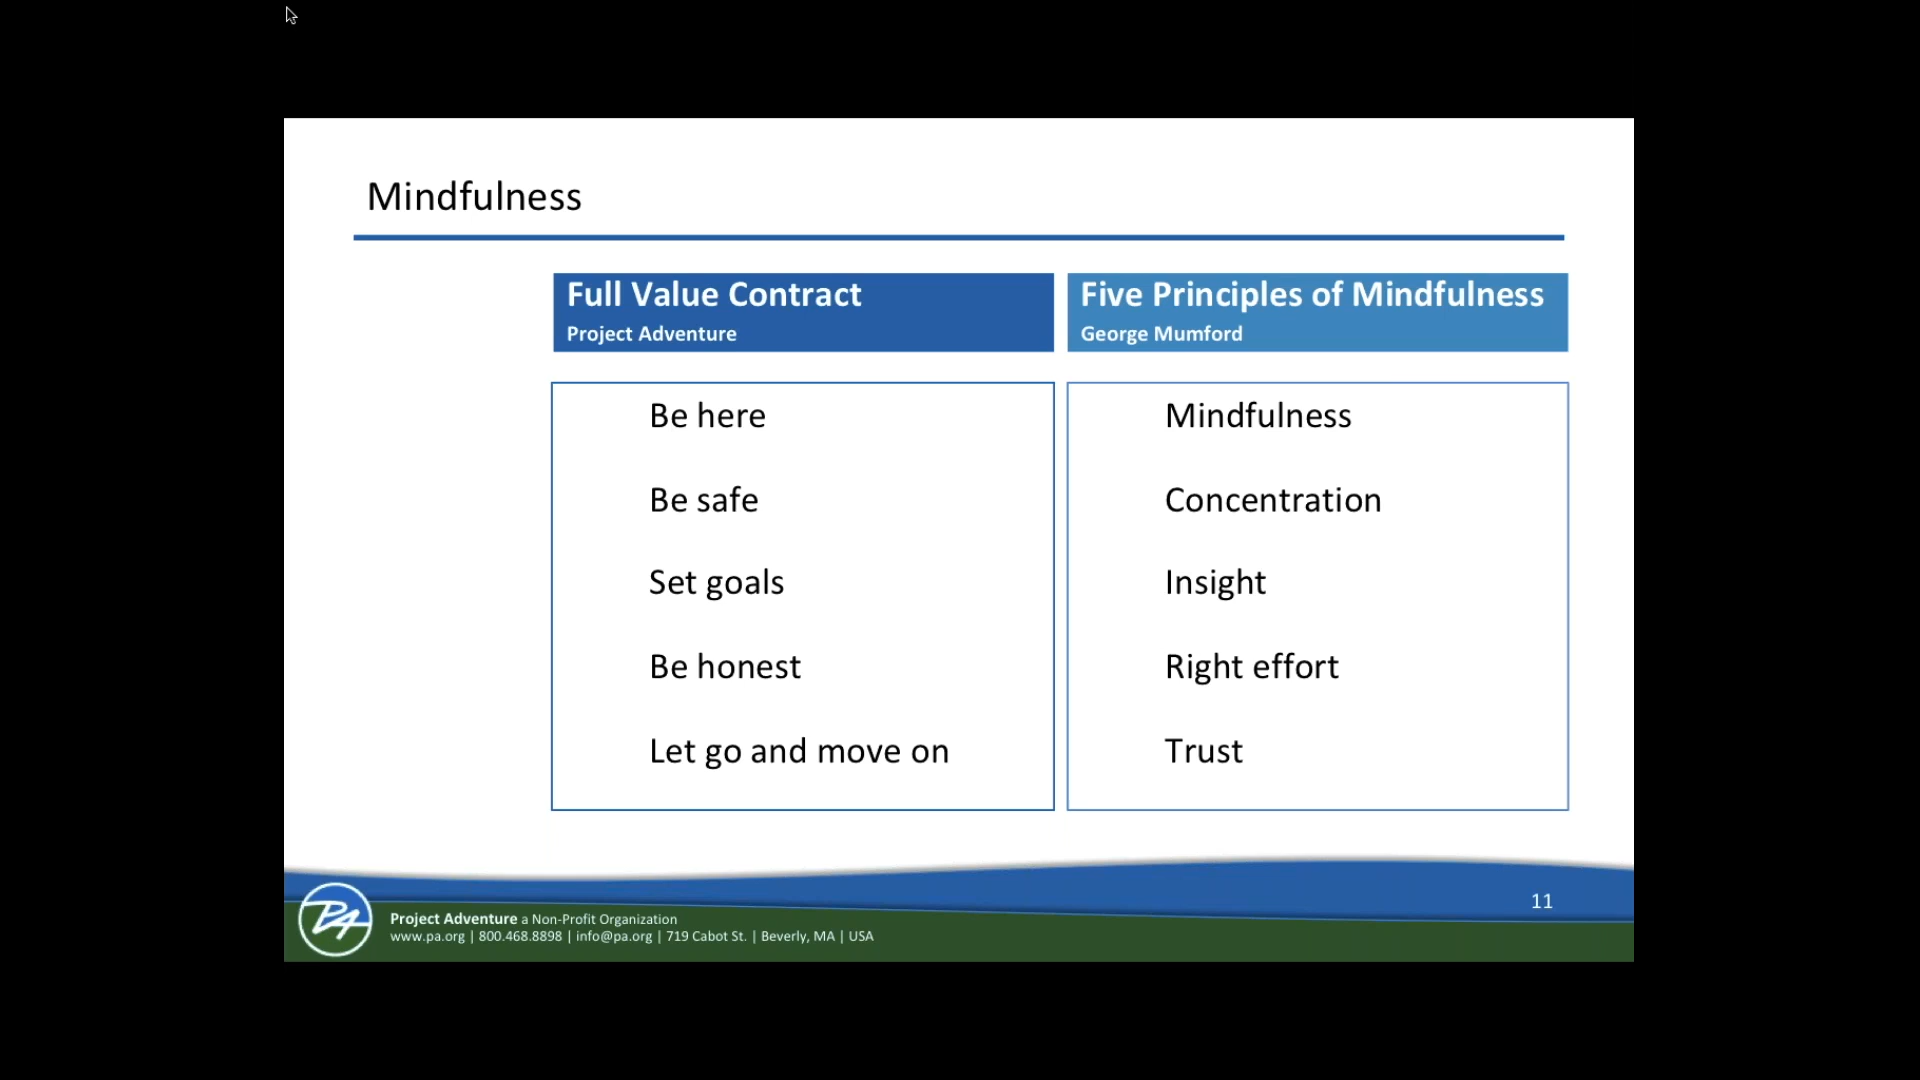 Mindfulness
Full Value Contract
Project Adventure
Five Principles of Mindfulness
George Mumford
Be here
Be safe
Set goals
Be honest
Let go and move on
Mindfulness
Concentration
Insight
Right effort
Trust
11
PA
Project Adventure a Non-Profit Organization
www.pa.org | 800.468.8898 | info@pa.org | 719 Cabot St. | Beverly, MA | USA